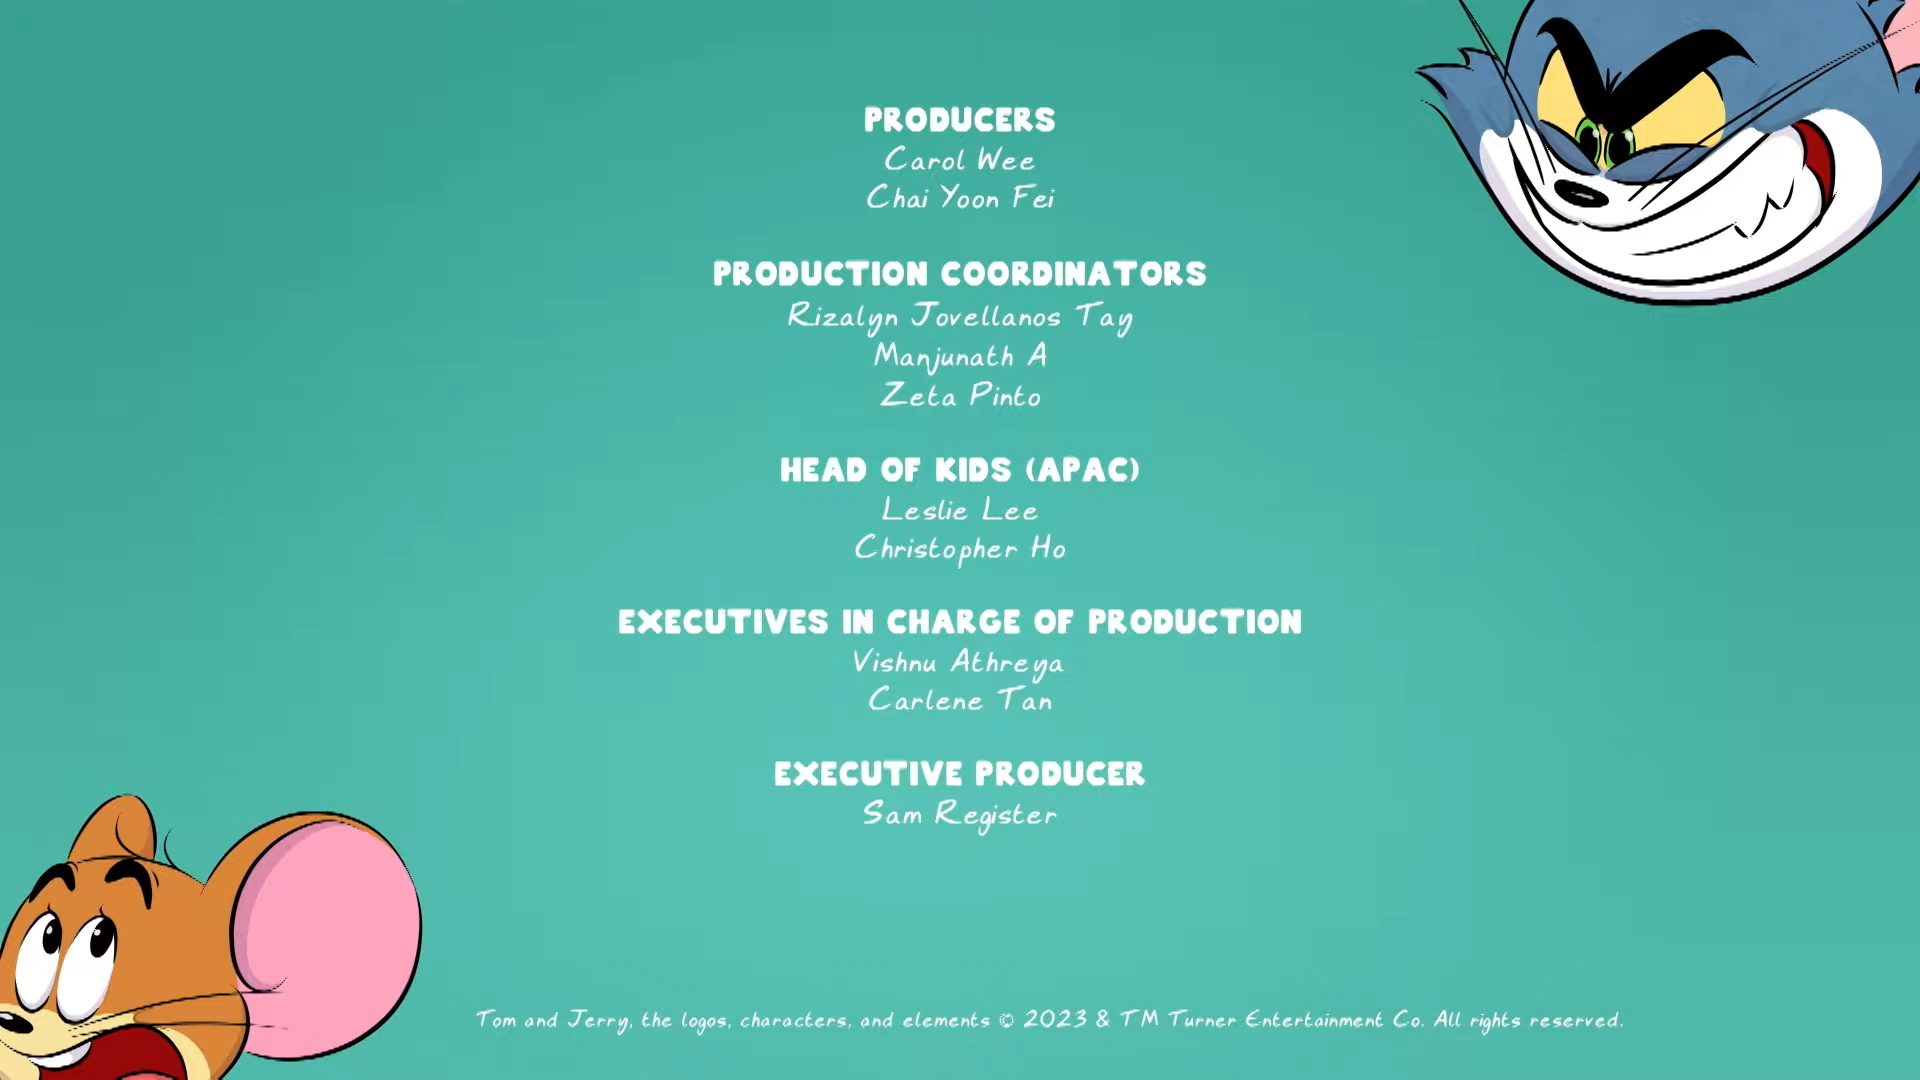 PRODUCERS
Carol Wee
Chai Yoon Fei
PRODUCTION COORDINATORS
Rizalyn Jovellanos Tay
Manjunath A
Zeta Pinto
HEAD OF KIDS (APAC)
Leslie Lee
Christopher Ho
EXECUTIVES IN CHARGE OF PRODUCTION
Vishnu Athreya
Carlene Tan
EXECUTIVE PRODUCER
Sam Register
Tom and Jerry, the logos, characters, and elements © 2023 & TM Turner Entertainment Co. All rights reserved.